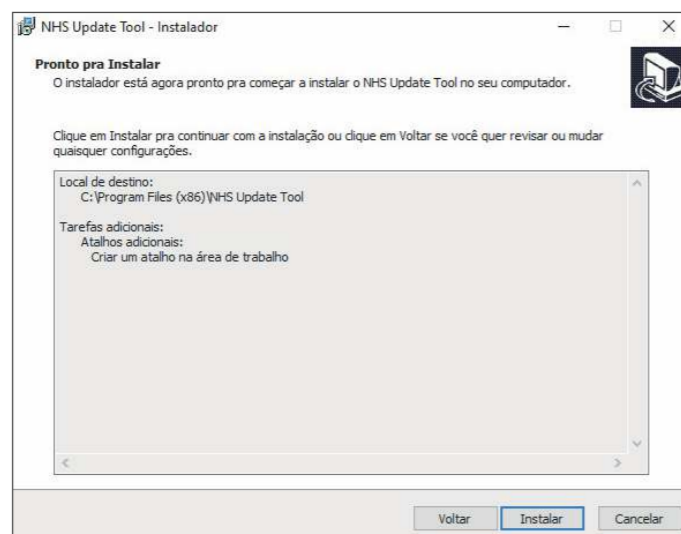 NHS Update Tool - Instalador
Pronto pra Instalar
O instalador está agora pronto pra começar a instalar o NHS Update Tool no seu computador.
Clique em Instalar pra continuar com a instalação ou clique em Voltar se você quer revisar ou mudar
quaisquer configurações.
Local de destino:
C:\Program Files (x86)\NHS Update Tool
Tarefas adicionais:
Atalhos adicionais:
Criar um atalho na área de trabalho
Voltar Instalar Cancelar